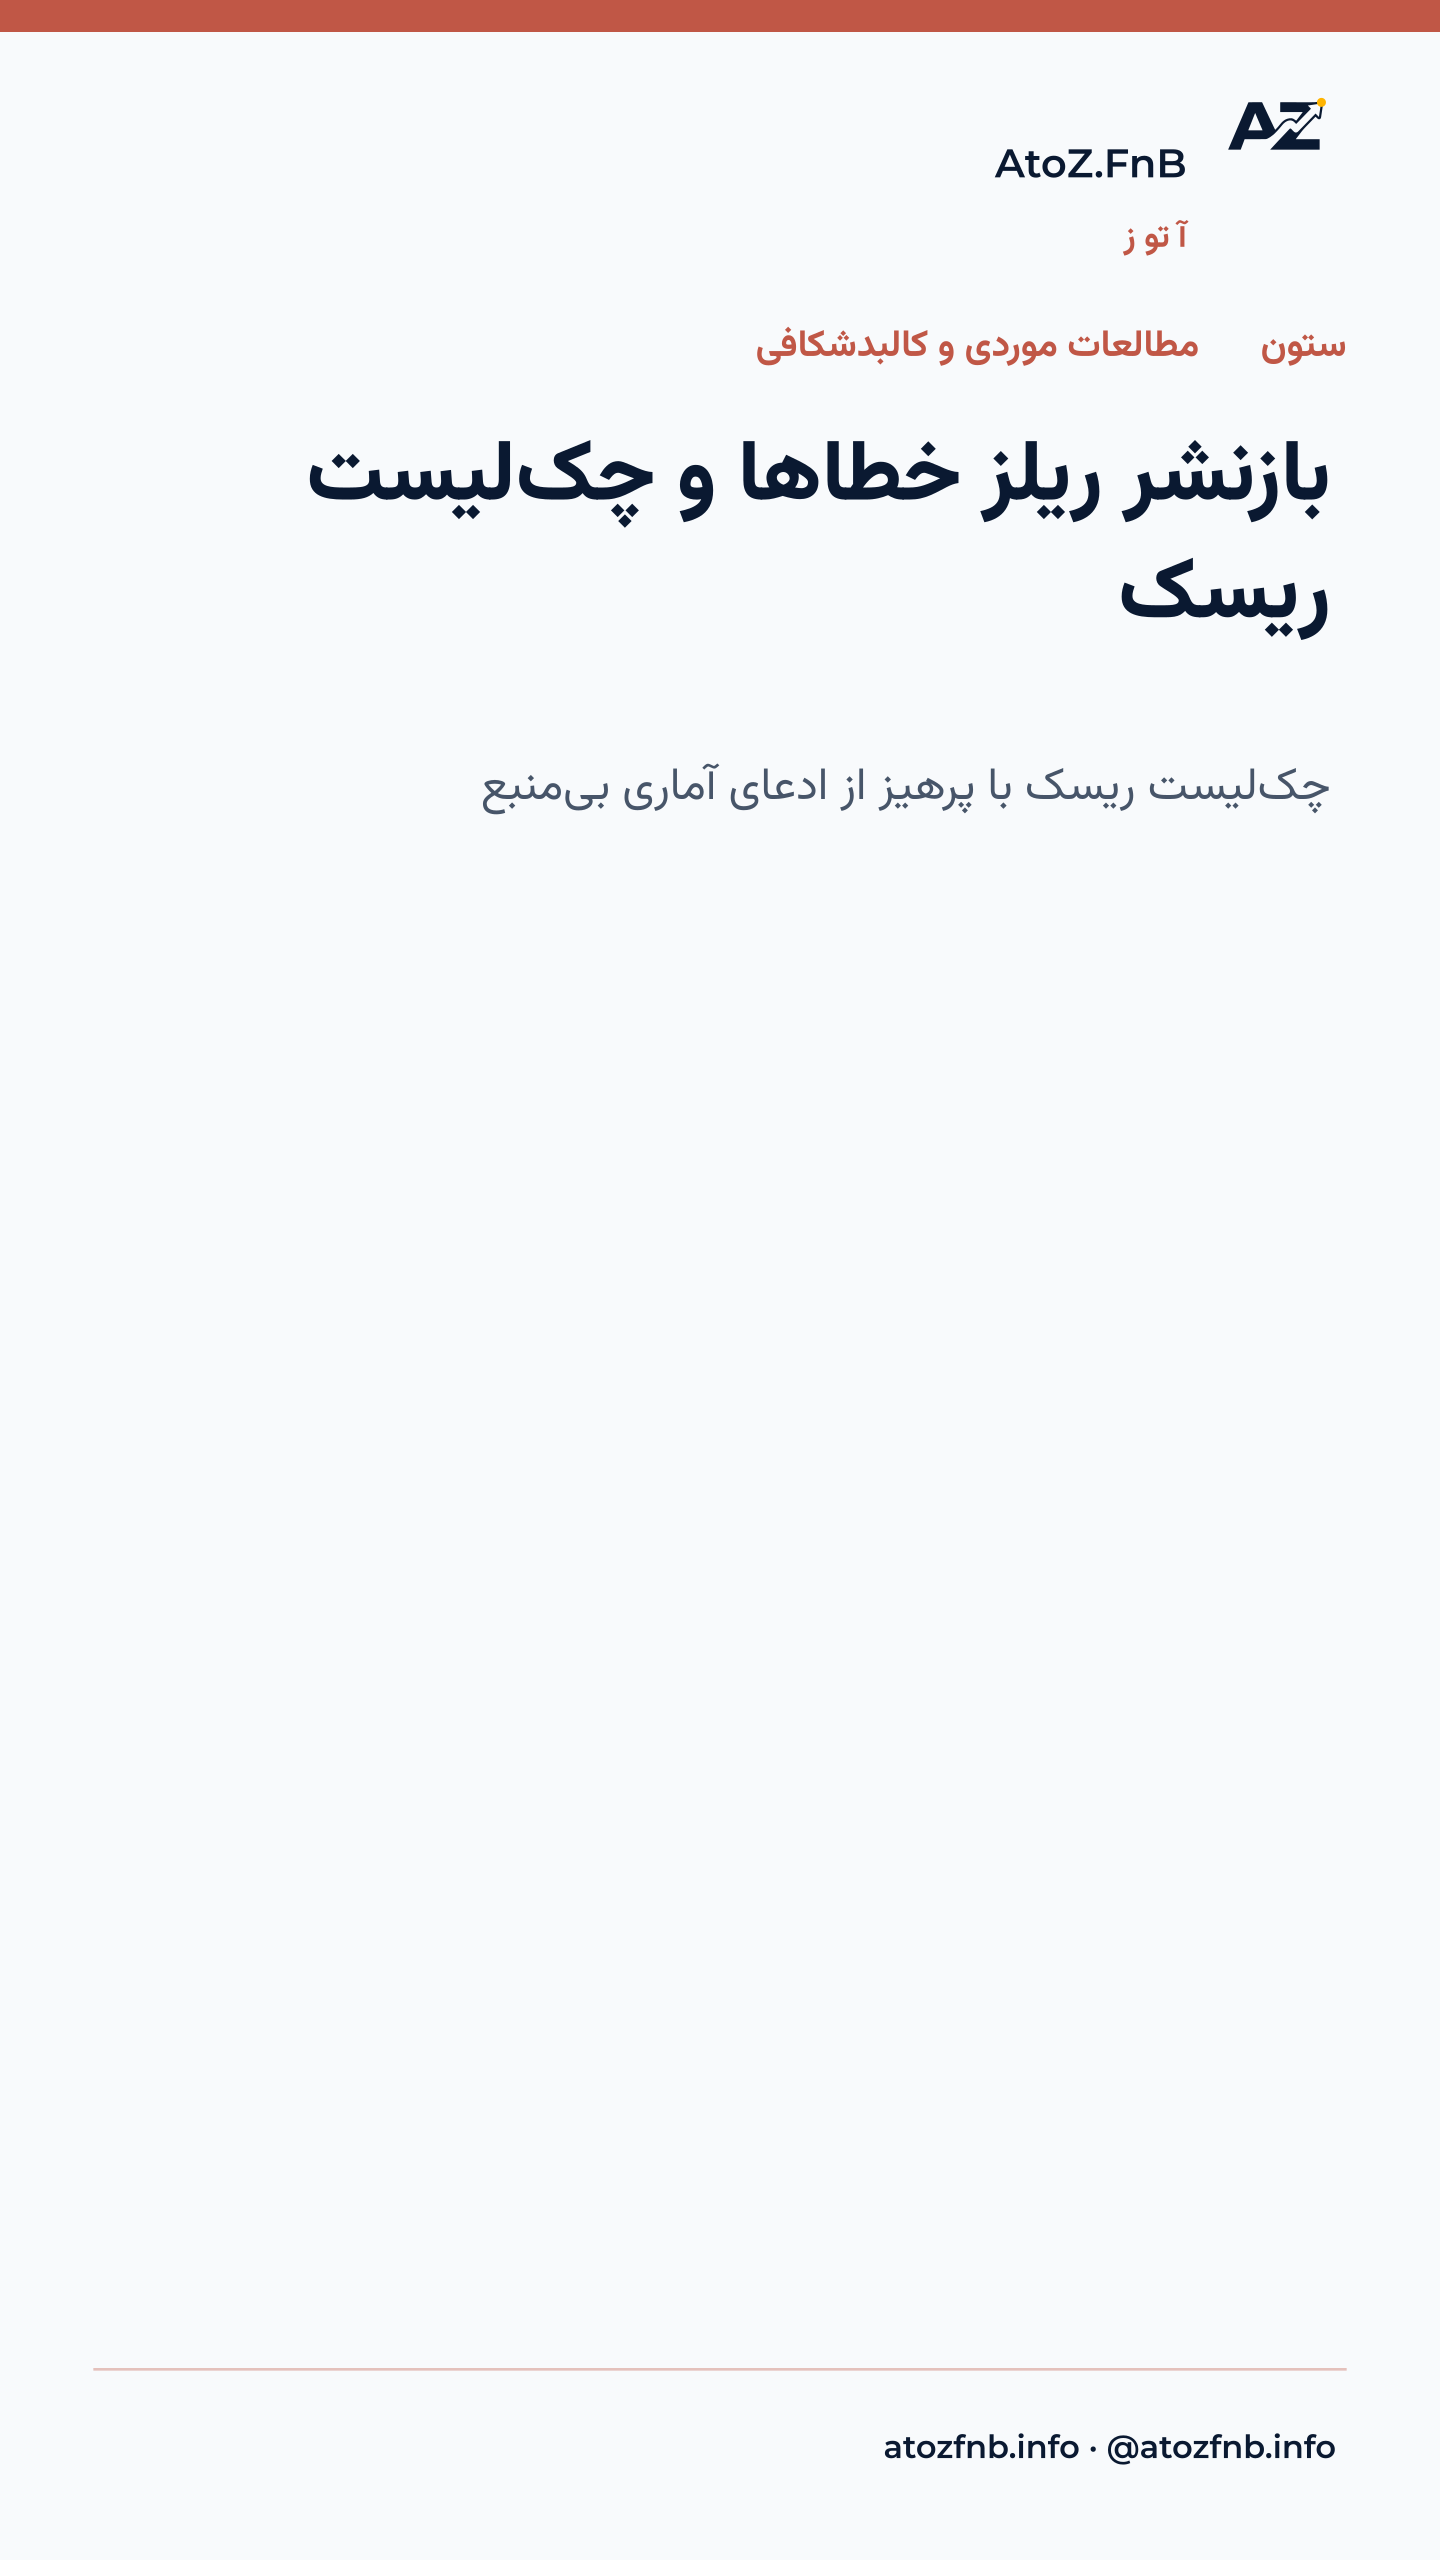 AZ
AtoZ.FnB
آ تو ز
ستون مطالعات موردی و کالبدشکافی
بازنشر ریلز خطاها و چک‌لیست
ریسک
چک‌لیست ریسک با پرهیز از ادعای آماری بی‌منبع
atozfnb.info · @atozfnb.info